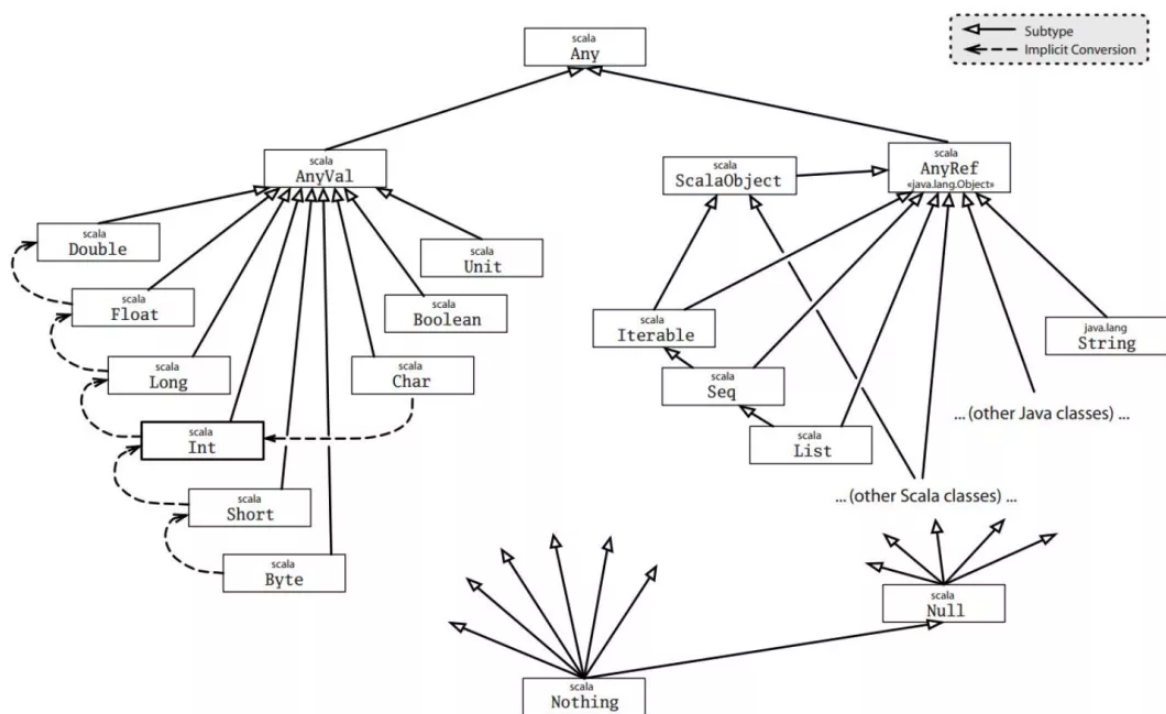 scala
Any
Subtype
Implicit Conversion
scala
AnyVal
scala
ScalaObject
scala
AnyRef
«java.lang.Object»
scala
Double
scala
Unit
scala
Float
scala
Boolean
scala
Iterable
java.lang
String
scala
Long
scala
Char
scala
Seq
... (other Java classes) ...
scala
Int
scala
List
scala
Short
... (other Scala classes) ...
scala
Byte
scala
Null
scala
Nothing